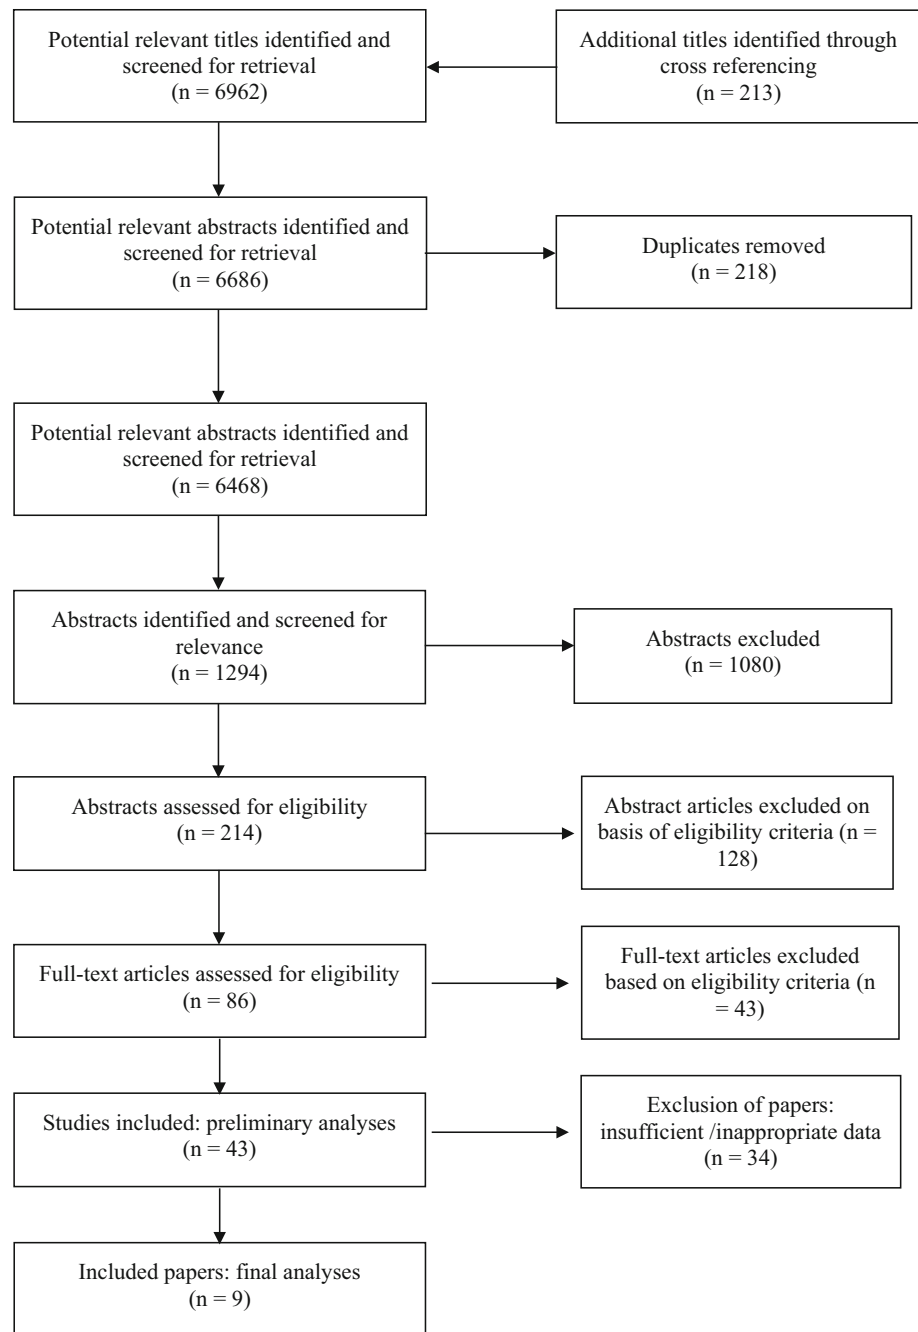 Potential relevant titles identified and
screened for retrieval
(n = 6962)
Additional titles identified through
cross referencing
(n = 213)
Potential relevant abstracts identified and
screened for retrieval
(n = 6686)
Duplicates removed
(n = 218)
Potential relevant abstracts identified and
screened for retrieval
(n = 6468)
Abstracts identified and screened for
relevance
(n = 1294)
Abstracts excluded
(n = 1080)
Abstracts assessed for eligibility
(n = 214)
Abstract articles excluded on
basis of eligibility criteria (n =
128)
Full-text articles assessed for eligibility
(n = 86)
Full-text articles excluded
based on eligibility criteria (n
= 43)
Studies included: preliminary analyses
(n = 43)
Exclusion of papers:
insufficient /inappropriate data
(n = 34)
Included papers: final analyses
(n = 9)